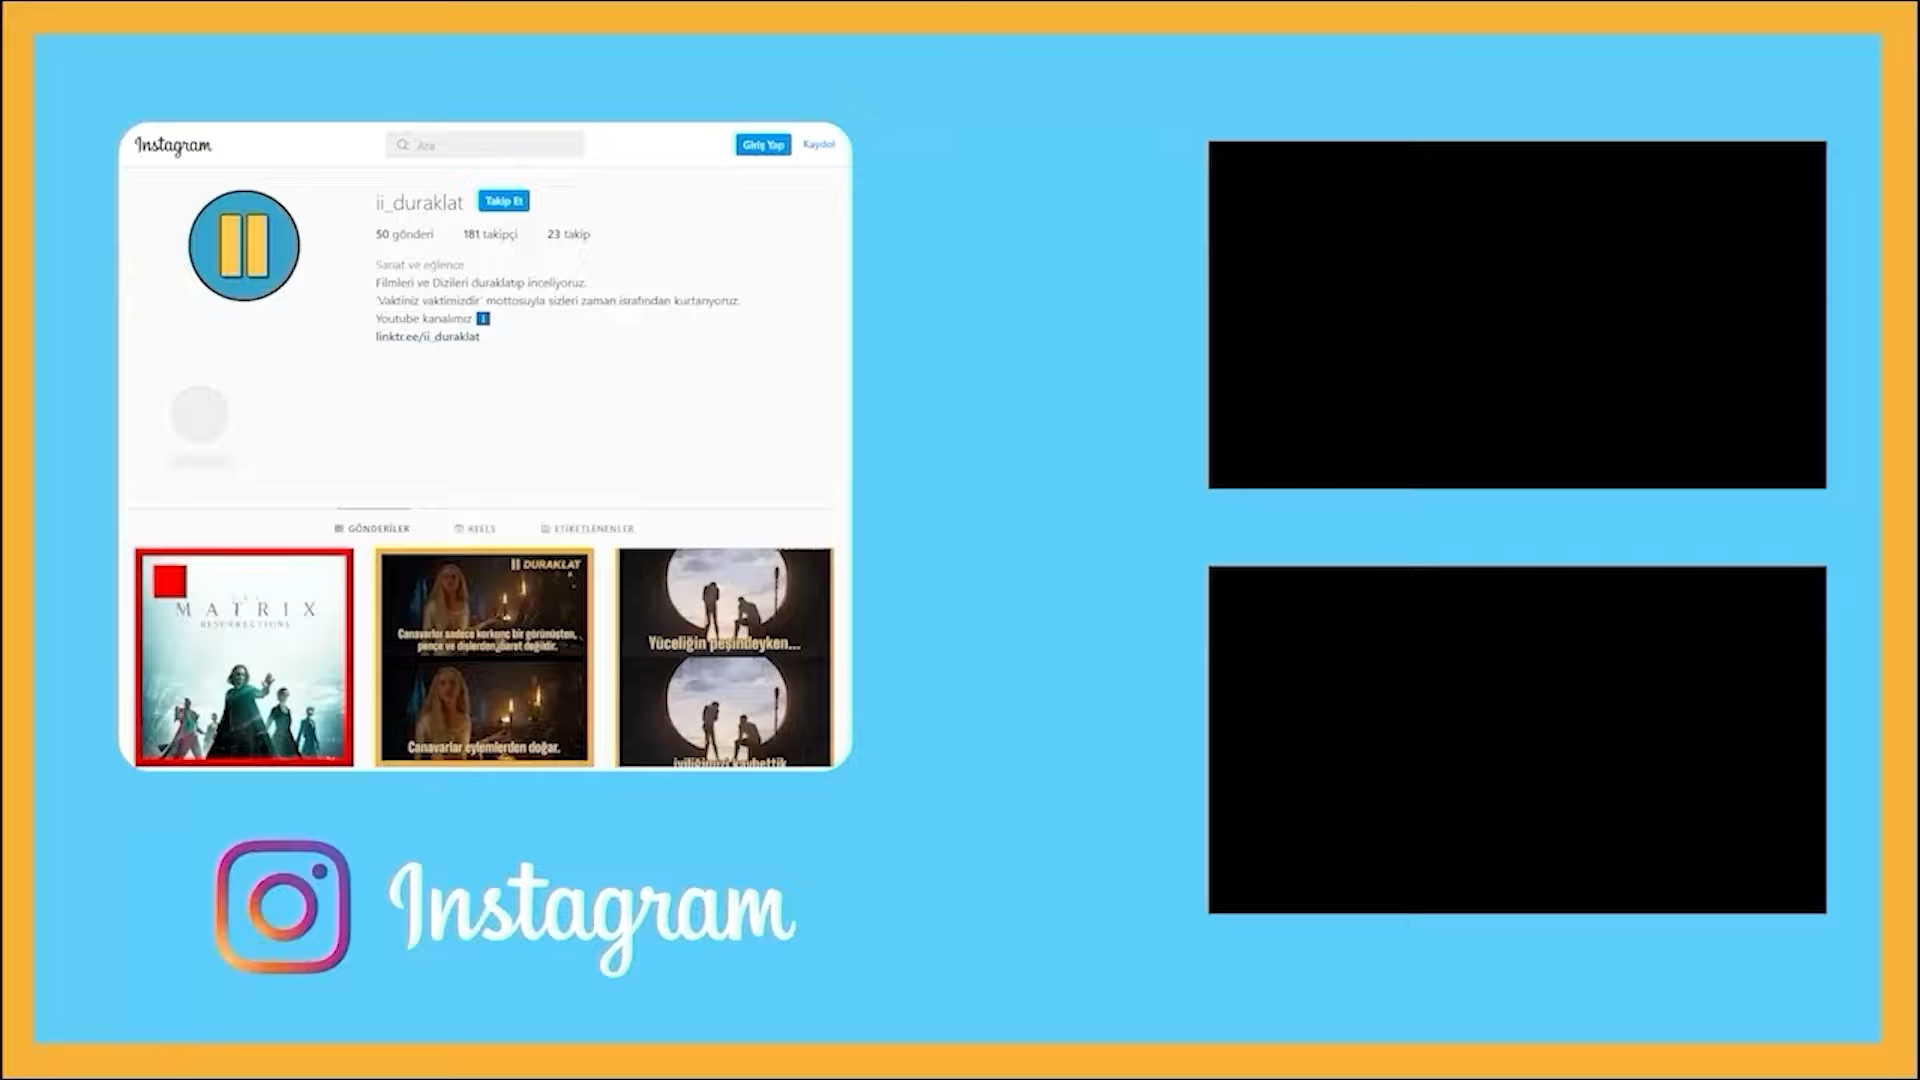 Instagram
Ara
Giriş Yap
Kaydol
ii_duraklat
Takip Et
50 gönderi 181 takipçi 23 takip
Sanat ve eğlence
Filmleri ve Dizileri duraklatıp inceliyoruz.
'Vaktiniz vaktimizdir' mottosuyla sizleri zaman israfından kurtarıyoruz.
Youtube kanalımız
linktr.ee/ii_duraklat
GÖNDERİLER
REELS
ETİKETLENENLER
MATRIX
RESURRECTIONS
DURAKLAT
Canavarlar sadece korkunç bir görünüşten,
pençe ve dişlerden ibaret değildir.
Canavarlar eylemlerden doğar.
Yüceliğin peşindeyken...
iyiliğimizi kaybettik
Instagram